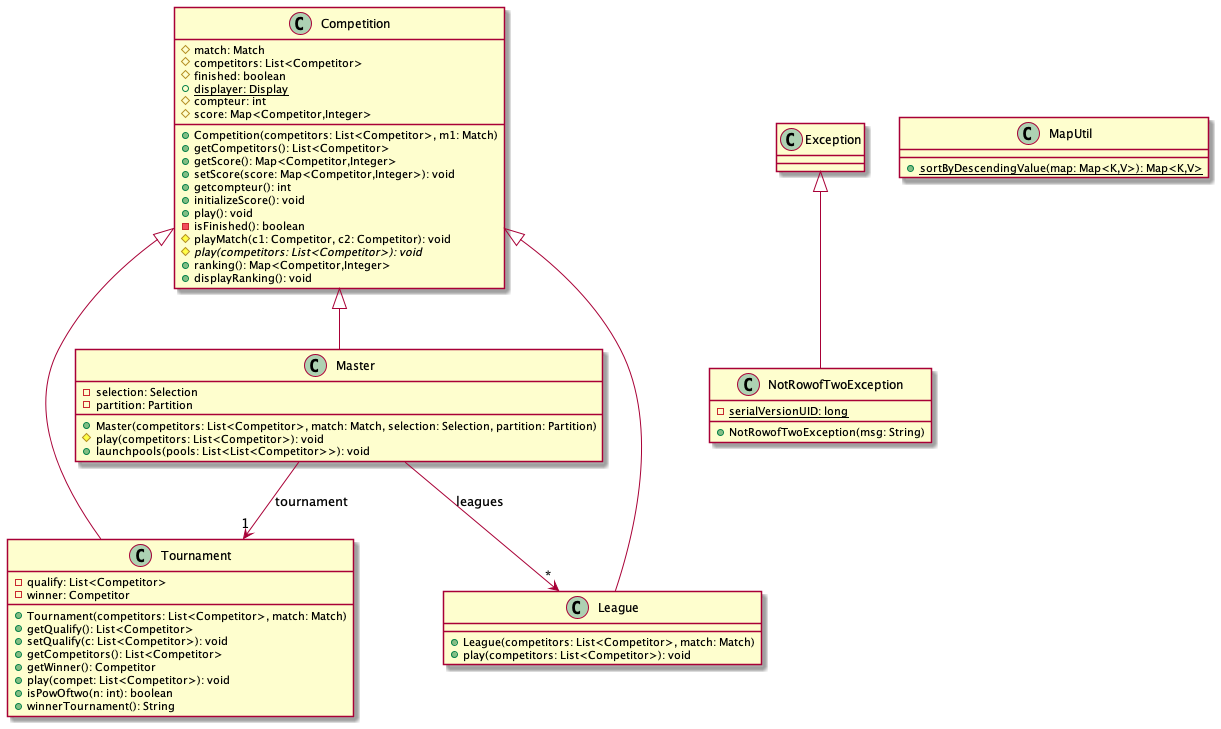 C Competition
match: Match
competitors: List<Competitor>
finished: boolean
displayer: Display
compteur: int
score: Map<Competitor,Integer>
Competition(competitors: List<Competitor>, m1: Match)
getCompetitors(): List<Competitor>
getScore(): Map<Competitor,Integer>
setScore(score: Map<Competitor,Integer>): void
getcompteur(): int
initializeScore(): void
play(): void
isFinished(): boolean
playMatch(c1: Competitor, c2: Competitor): void
play(competitors: List<Competitor>): void
ranking(): Map<Competitor,Integer>
displayRanking(): void
C Exception
C MapUtil
sortByDescendingValue(map: Map<K,V>): Map<K,V>
C Master
selection: Selection
partition: Partition
Master(competitors: List<Competitor>, match: Match, selection: Selection, partition: Partition)
play(competitors: List<Competitor>): void
launchpools(pools: List<List<Competitor>>): void
C NotRowofTwoException
serialVersionUID: long
NotRowofTwoException(msg: String)
tournament
1
leagues
*
C Tournament
qualify: List<Competitor>
winner: Competitor
Tournament(competitors: List<Competitor>, match: Match)
getQualify(): List<Competitor>
setQualify(c: List<Competitor>): void
getCompetitors(): List<Competitor>
getWinner(): Competitor
play(compet: List<Competitor>): void
isPowOftwo(n: int): boolean
winnerTournament(): String
C League
League(competitors: List<Competitor>, match: Match)
play(competitors: List<Competitor>): void